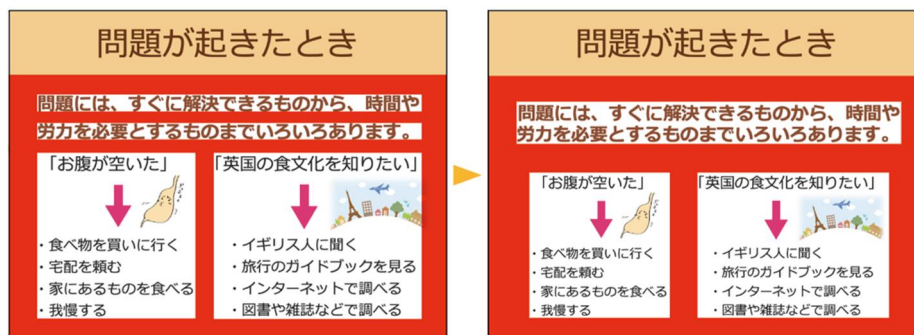 問題が起きたとき
問題には、すぐに解決できるものから、時間や
労力を必要とするものまでいろいろあります。
「お腹が空いた」
・食べ物を買いに行く
・宅配を頼む
・家にあるものを食べる
・我慢する
「英国の食文化を知りたい」
・イギリス人に聞く
・旅行のガイドブックを見る
・インターネットで調べる
・図書や雑誌などで調べる
問題が起きたとき
問題には、すぐに解決できるものから、時間や
労力を必要とするものまでいろいろあります。
「お腹が空いた」
・食べ物を買いに行く
・宅配を頼む
・家にあるものを食べる
・我慢する
「英国の食文化を知りたい」
・イギリス人に聞く
・旅行のガイドブックを見る
・インターネットで調べる
・図書や雑誌などで調べる